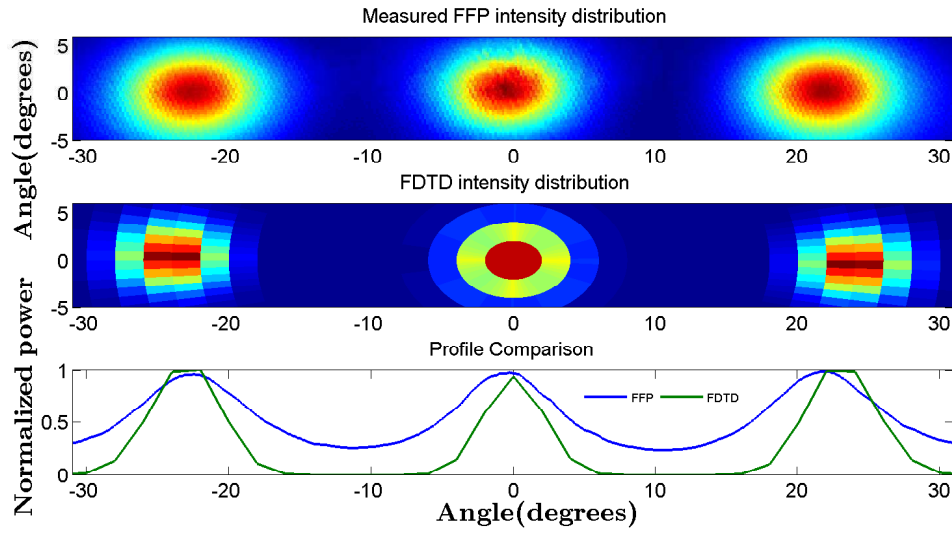 Measured FFP intensity distribution
5
0
-5
-30 -20 -10 0 10 20 30
Angle(degrees)
FDTD intensity distribution
5
0
-5
-30 -20 -10 0 10 20 30
Normalized power
Profile Comparison
1
0.5
0
FFP FDTD
-30 -20 -10 0 10 20 30
Angle(degrees)